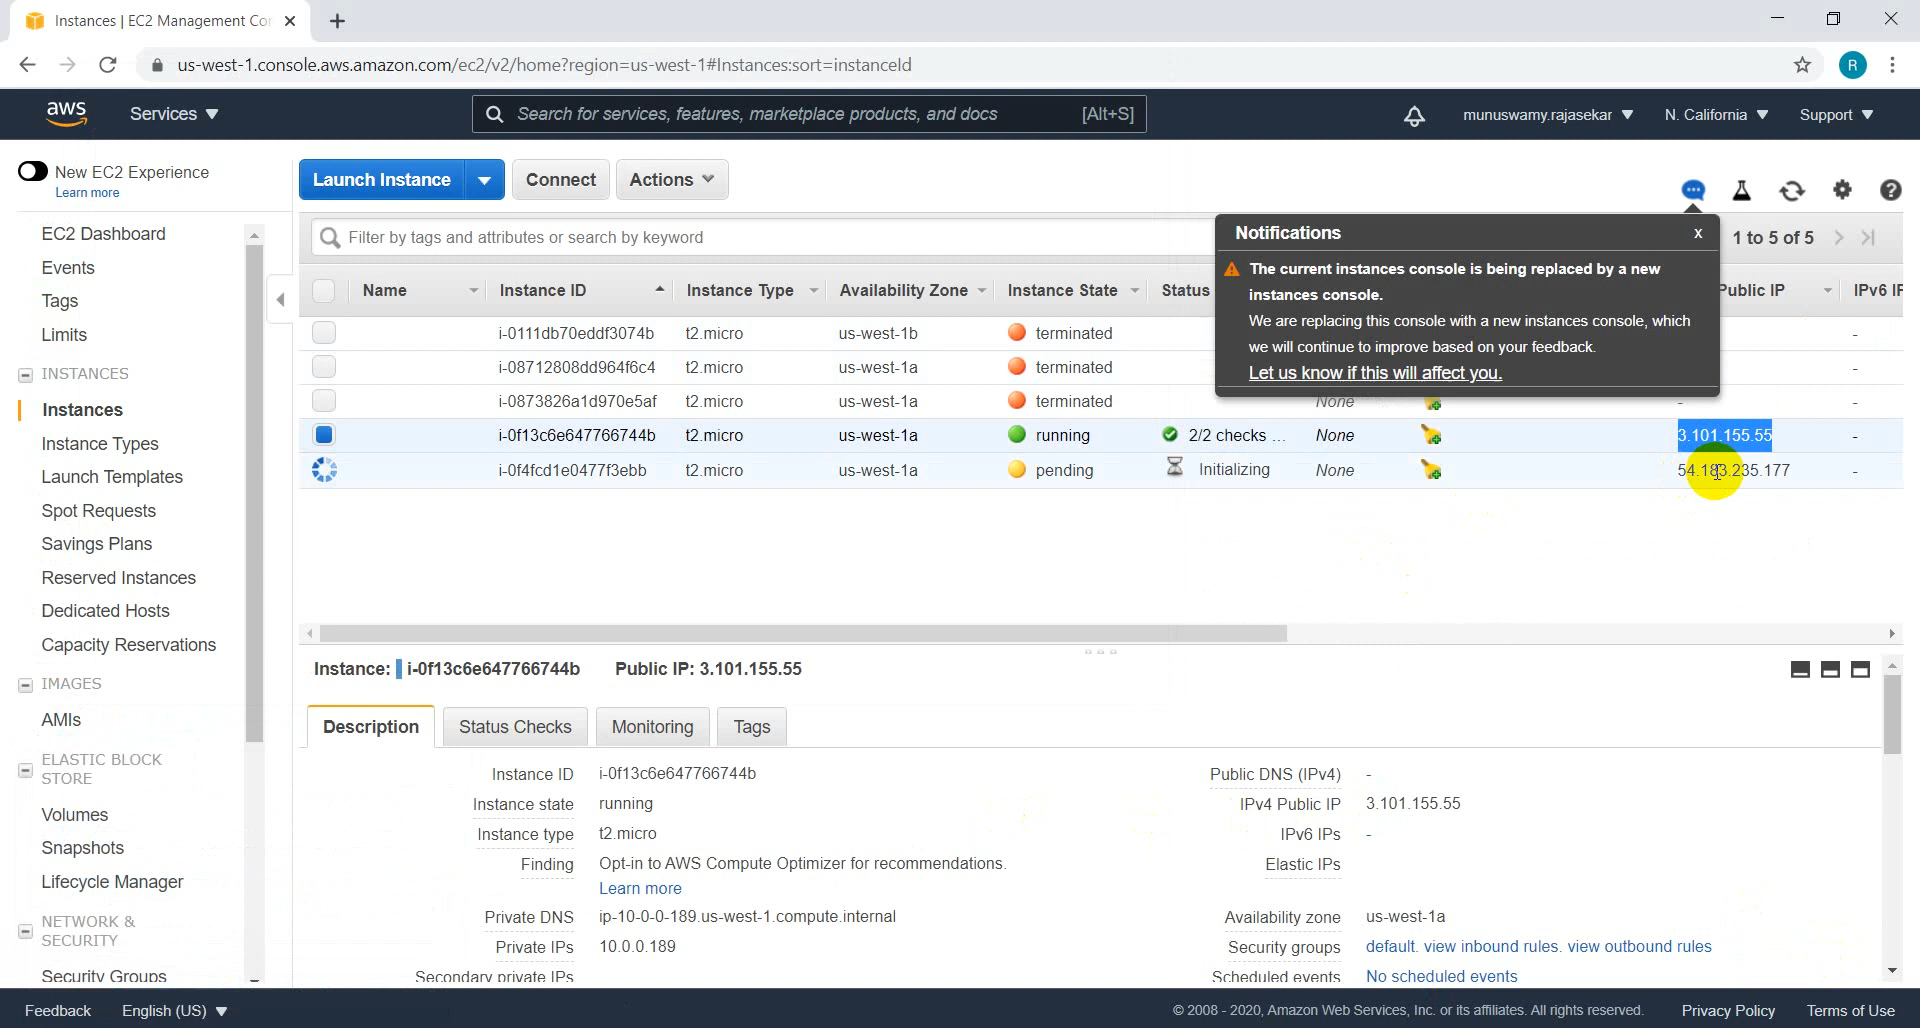 Instances | EC2 Management Co
us-west-1.console.aws.amazon.com/ec2/v2/home?region=us-west-1#Instances:sort=instanceId
R
aws
Services
Search for services, features, marketplace products, and docs [Alt+S]
munuswamy.rajasekar
N. California
Support
New EC2 Experience
Learn more
Launch Instance
Connect
Actions
Filter by tags and attributes or search by keyword
1 to 5 of 5
Notifications x
The current instances console is being replaced by a new
instances console.
We are replacing this console with a new instances console, which
we will continue to improve based on your feedback.
Let us know if this will affect you.
Name Instance ID Instance Type Availability Zone Instance State Status Public IP IPv6 IP
i-0111db70eddf3074b t2.micro us-west-1b terminated -
i-08712808dd964f6c4 t2.micro us-west-1a terminated -
i-0873826a1d970e5af t2.micro us-west-1a terminated None - -
i-0f13c6e647766744b t2.micro us-west-1a running 2/2 checks ... None 3.101.155.55 -
i-0f4fcd1e0477f3ebb t2.micro us-west-1a pending Initializing None 54.183.235.177 -
EC2 Dashboard
Events
Tags
Limits
INSTANCES
Instances
Instance Types
Launch Templates
Spot Requests
Savings Plans
Reserved Instances
Dedicated Hosts
Capacity Reservations
IMAGES
AMIs
ELASTIC BLOCK
STORE
Volumes
Snapshots
Lifecycle Manager
NETWORK &
SECURITY
Security Groups
Instance: i-0f13c6e647766744b Public IP: 3.101.155.55
Description
Status Checks
Monitoring
Tags
Instance ID i-0f13c6e647766744b
Instance state running
Instance type t2.micro
Finding Opt-in to AWS Compute Optimizer for recommendations.
Learn more
Private DNS ip-10-0-0-189.us-west-1.compute.internal
Private IPs 10.0.0.189
Secondary private IPs
Public DNS (IPv4) -
IPv4 Public IP 3.101.155.55
IPv6 IPs -
Elastic IPs
Availability zone us-west-1a
Security groups default. view inbound rules. view outbound rules
Scheduled events No scheduled events
Feedback
English (US)
© 2008 - 2020, Amazon Web Services, Inc. or its affiliates. All rights reserved.
Privacy Policy
Terms of Use